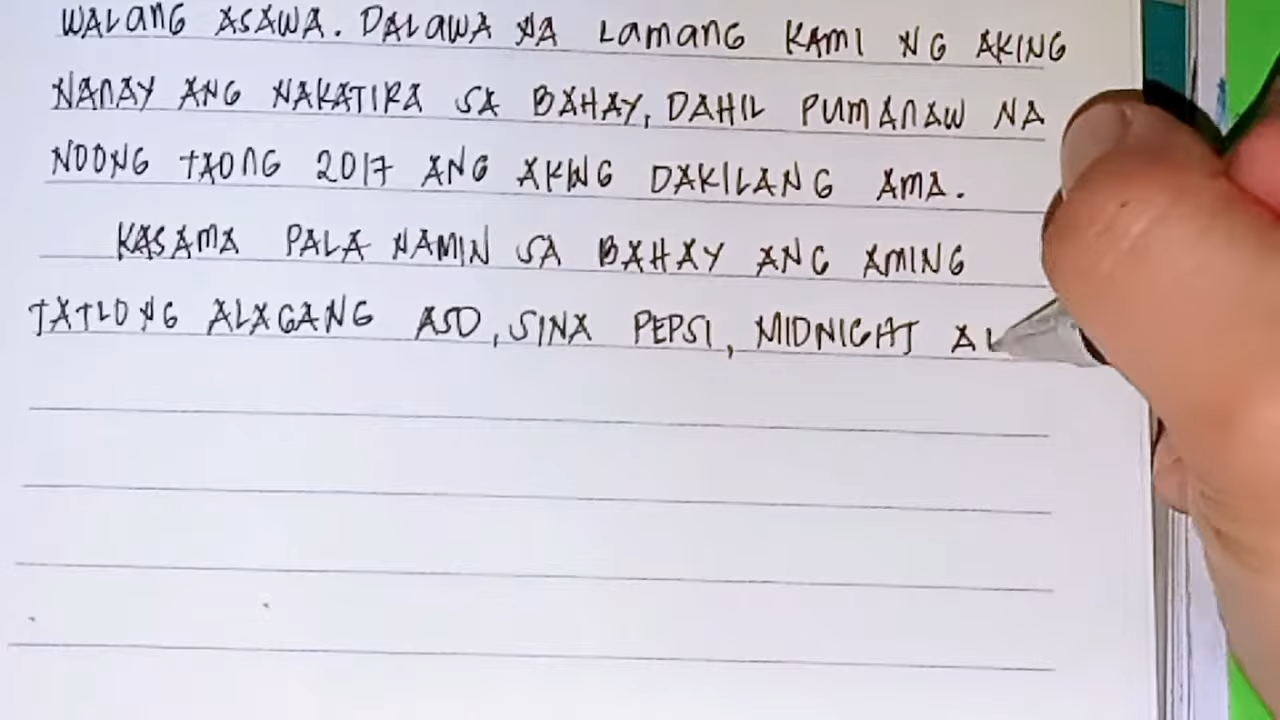 WALANG ASAWA. DALAWA NA LAMANG KAMI NG AKING
NANAY ANG NAKATIRA SA BAHAY, DAHIL PUMANAW NA
NOONG TAONG 2017 ANG AKING DAKILANG AMA.
KASAMA PALA NAMIN SA BAHAY ANG AMING
TATLONG ALAGANG ASO, SINA PEPSI, MIDNIGHT